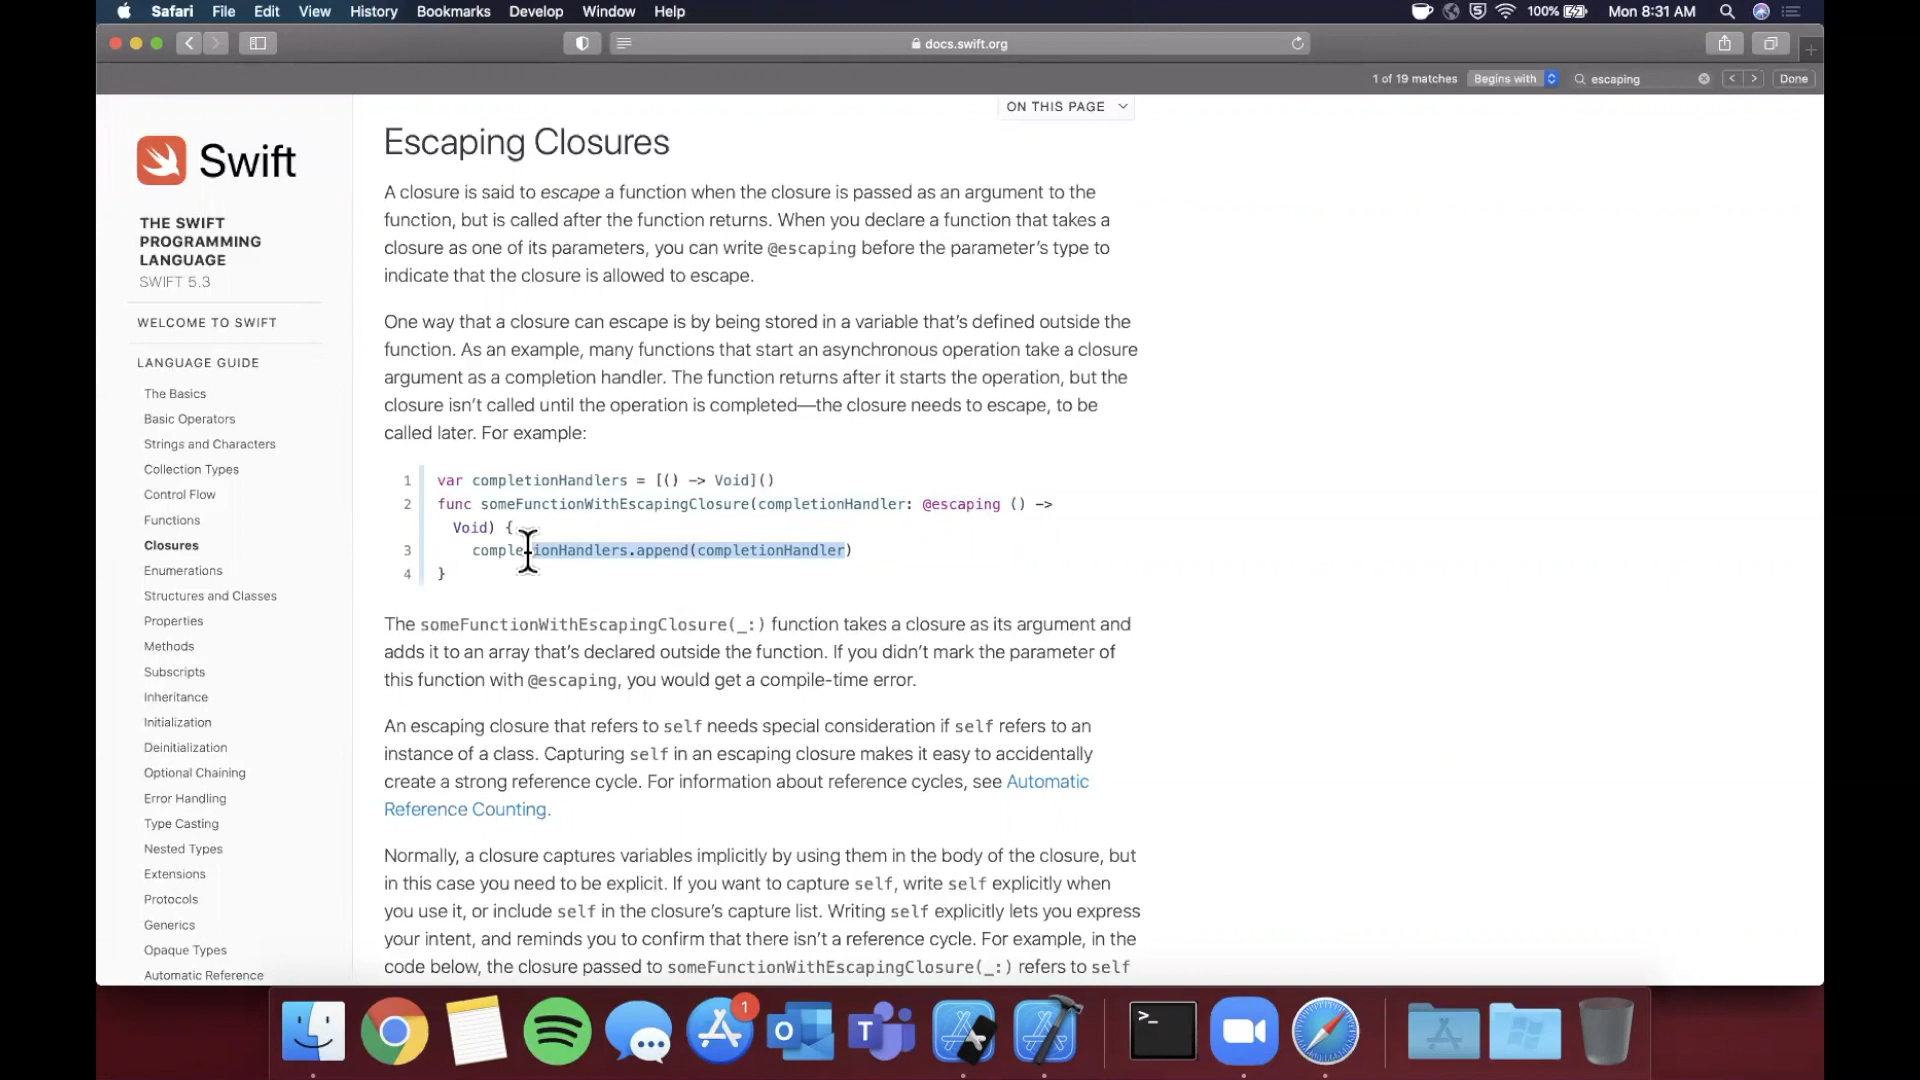 Safari File Edit View History Bookmarks Develop Window Help 100% Mon 8:31 AM
docs.swift.org
1 of 19 matches Begins with escaping Done
ON THIS PAGE
Swift
THE SWIFT
PROGRAMMING
LANGUAGE
SWIFT 5.3
WELCOME TO SWIFT
LANGUAGE GUIDE
The Basics
Basic Operators
Strings and Characters
Collection Types
Control Flow
Functions
Closures
Enumerations
Structures and Classes
Properties
Methods
Subscripts
Inheritance
Initialization
Deinitialization
Optional Chaining
Error Handling
Type Casting
Nested Types
Extensions
Protocols
Generics
Opaque Types
Automatic Reference
Escaping Closures
A closure is said to escape a function when the closure is passed as an argument to the
function, but is called after the function returns. When you declare a function that takes a
closure as one of its parameters, you can write @escaping before the parameter’s type to
indicate that the closure is allowed to escape.
One way that a closure can escape is by being stored in a variable that’s defined outside the
function. As an example, many functions that start an asynchronous operation take a closure
argument as a completion handler. The function returns after it starts the operation, but the
closure isn’t called until the operation is completed—the closure needs to escape, to be
called later. For example:
1 var completionHandlers = [() -> Void]()
2 func someFunctionWithEscapingClosure(completionHandler: @escaping () ->
Void) {
3 completionHandlers.append(completionHandler)
4 }
The someFunctionWithEscapingClosure(_:) function takes a closure as its argument and
adds it to an array that’s declared outside the function. If you didn’t mark the parameter of
this function with @escaping, you would get a compile-time error.
An escaping closure that refers to self needs special consideration if self refers to an
instance of a class. Capturing self in an escaping closure makes it easy to accidentally
create a strong reference cycle. For information about reference cycles, see Automatic
Reference Counting.
Normally, a closure captures variables implicitly by using them in the body of the closure, but
in this case you need to be explicit. If you want to capture self, write self explicitly when
you use it, or include self in the closure’s capture list. Writing self explicitly lets you express
your intent, and reminds you to confirm that there isn’t a reference cycle. For example, in the
code below, the closure passed to someFunctionWithEscapingClosure(_:) refers to self
1